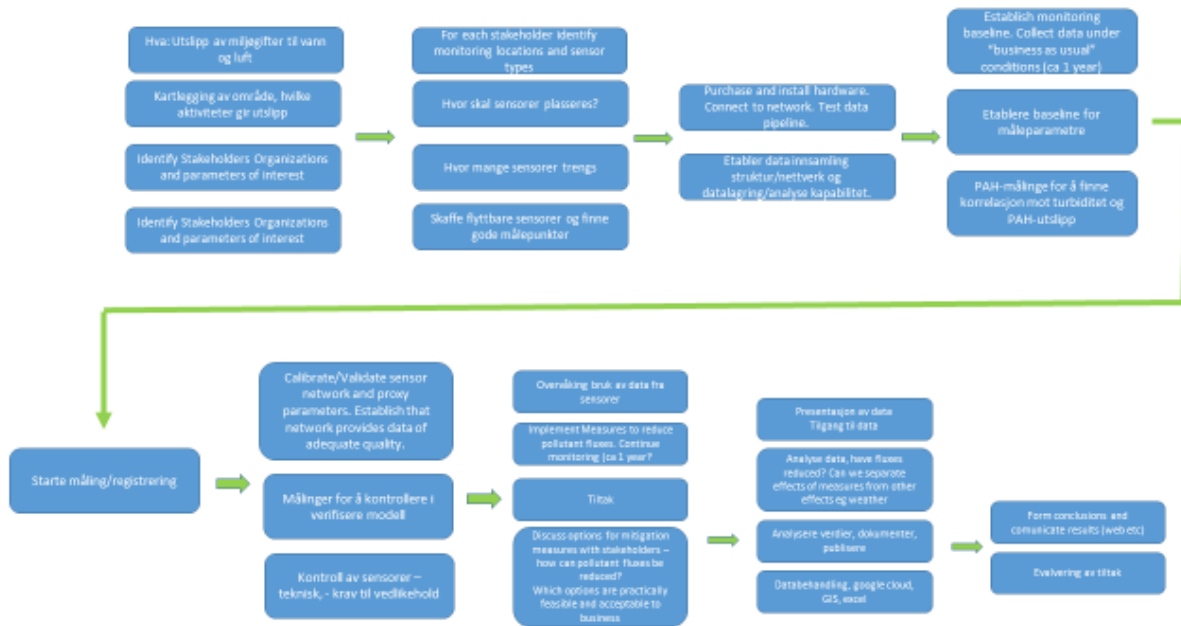 Hva: Utslipp av miljøgifter til vann
og luft
Kartlegging av område, hvilke
aktiviteter gir utslipp
Identify Stakeholders Organizations
and parameters of interest
Identify Stakeholders Organizations
and parameters of interest
For each stakeholder identify
monitoring locations and sensor
types
Hvor skal sensorer plasseres?
Hvor mange sensorer trengs
Skaffe flyttbare sensorer og finne
gode målepunkter
Purchase and install hardware.
Connect to network. Test data
pipeline.
Etabler data innsamling
struktur/nettverk og
datalagring/analyse kapabilitet.
Establish monitoring
baseline. Collect data under
"business as usual"
conditions (ca 1 year)
Etablere baseline for
måleparametre
PAH-målinge for å finne
korrelasjon mot turbiditet og
PAH-utslipp
Starte måling/registrering
Calibrate/Validate sensor
network and proxy
parameters. Establish that
network provides data of
adequate quality.
Målinger for å kontrollere i
verifisere modell
Kontroll av sensorer –
teknisk, - krav til vedlikehold
Overvåking bruk av data fra
sensorer
Implement Measures to reduce
pollutant fluxes. Continue
monitoring (ca 1 year?
Tiltak
Discuss options for mitigation
measures with stakeholders –
how can pollutant fluxes be
reduced?
Which options are practically
feasible and acceptable to
business
Presentasjon av data
Tilgang til data
Analyse data, have fluxes
reduced? Can we separate
effects of measures from other
effects eg weather
Analysere verdier, dokumenter,
publisere
Databehandling, google cloud,
GIS, excel
Form conclusions and
comunicate results (web etc)
Evalvering av tiltak